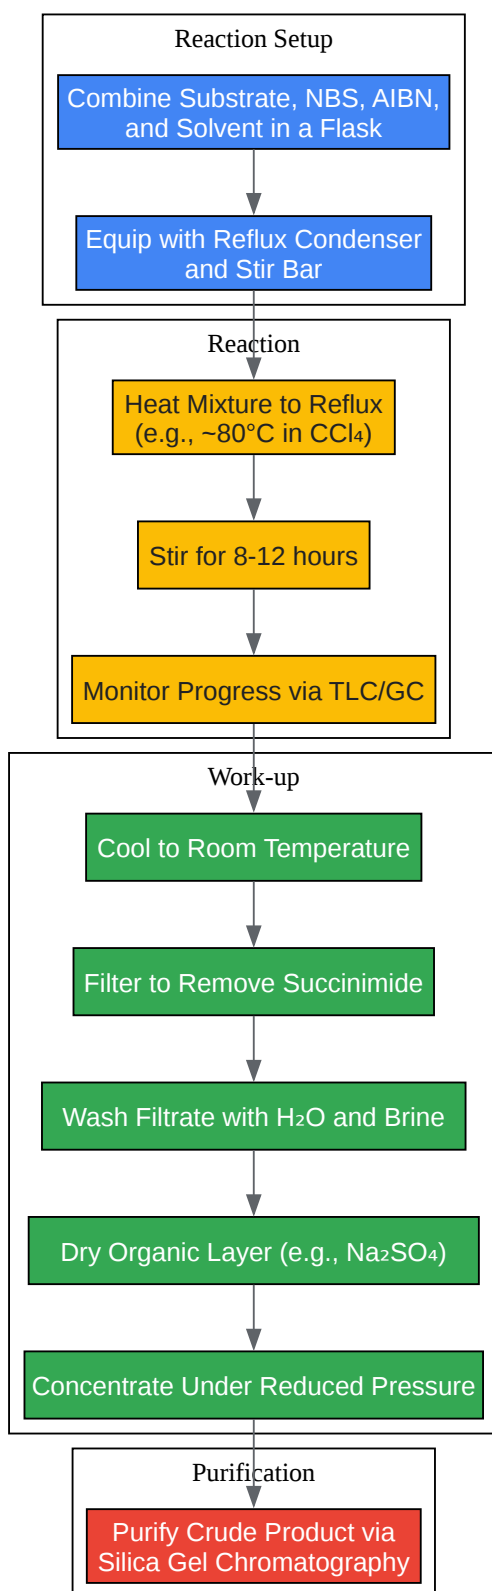 Reaction Setup
Combine Substrate, NBS, AIBN,
and Solvent in a Flask
Equip with Reflux Condenser
and Stir Bar
Reaction
Heat Mixture to Reflux
(e.g., ~80°C in CCl₄)
Stir for 8-12 hours
Monitor Progress via TLC/GC
Work-up
Cool to Room Temperature
Filter to Remove Succinimide
Wash Filtrate with H₂O and Brine
Dry Organic Layer (e.g., Na₂SO₄)
Concentrate Under Reduced Pressure
Purification
Purify Crude Product via
Silica Gel Chromatography